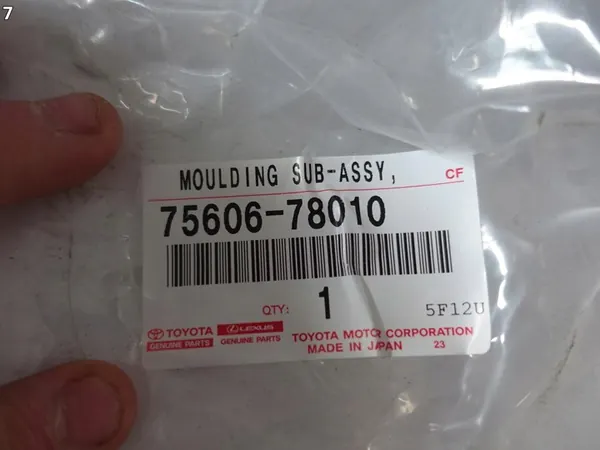 7
MOULDING SUB-ASSY,
CF
75606-78010
QTY: 1
5F12U
TOYOTA
GENUINE PARTS
LEXUS
GENUINE PARTS
TOYOTA MOTOR CORPORATION
MADE IN JAPAN 23